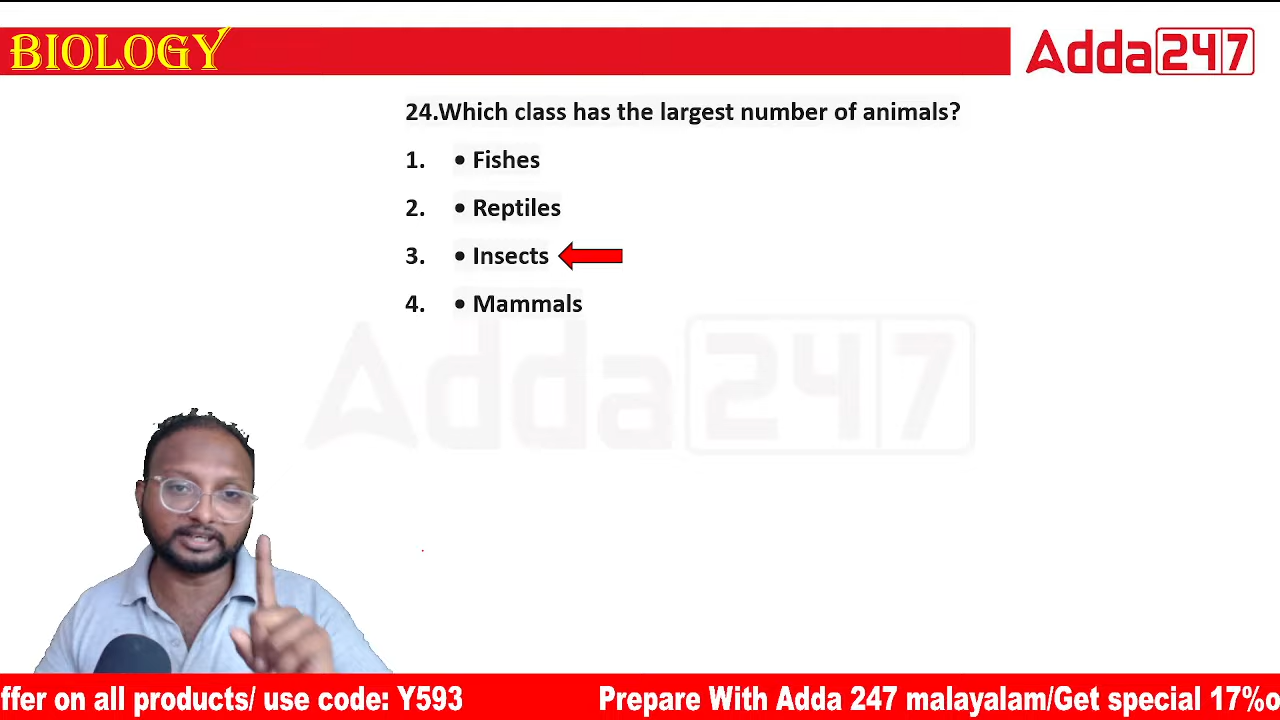 BIOLOGY
Adda247
24.Which class has the largest number of animals?
1. • Fishes
2. • Reptiles
3. • Insects
4. • Mammals
Adda247
ffer on all products/ use code: Y593 Prepare With Adda 247 malayalam/Get special 17%o